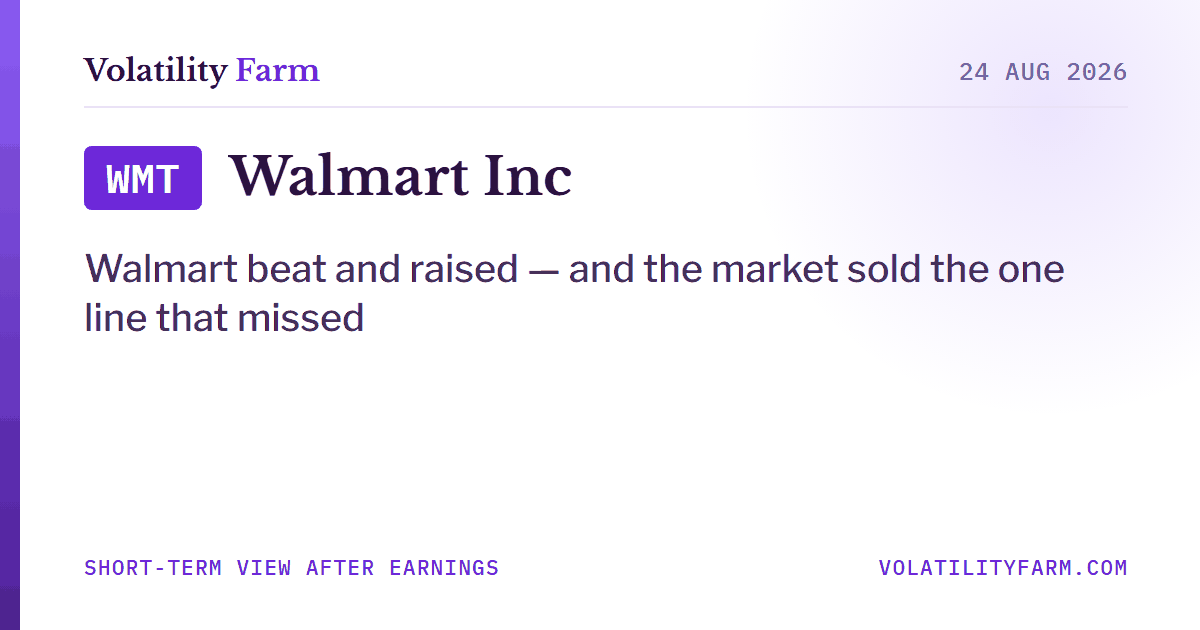 Volatility Farm
24 AUG 2026
WMT Walmart Inc
Walmart beat and raised — and the market sold the one
line that missed
SHORT-TERM VIEW AFTER EARNINGS
VOLATILITYFARM.COM